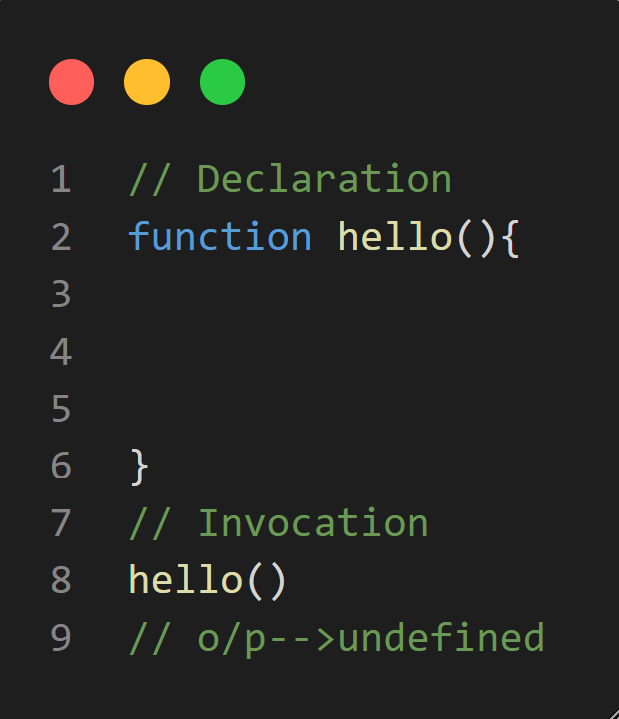 1 // Declaration
2 function hello(){
3
4
5
6 }
7 // Invocation
8 hello()
9 // o/p-->undefined